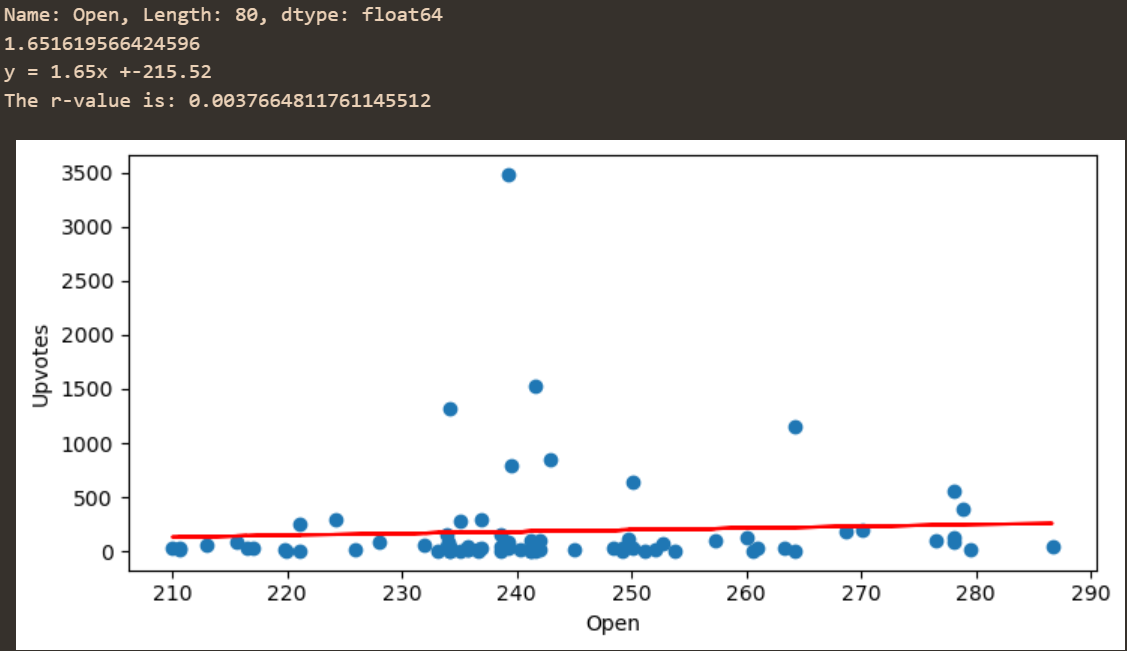 Name: Open, Length: 80, dtype: float64
1.651619566424596
y = 1.65x +-215.52
The r-value is: 0.0037664811761145512
3500
3000
2500
2000
1500
1000
500
0
Upvotes
210 220 230 240 250 260 270 280 290
Open